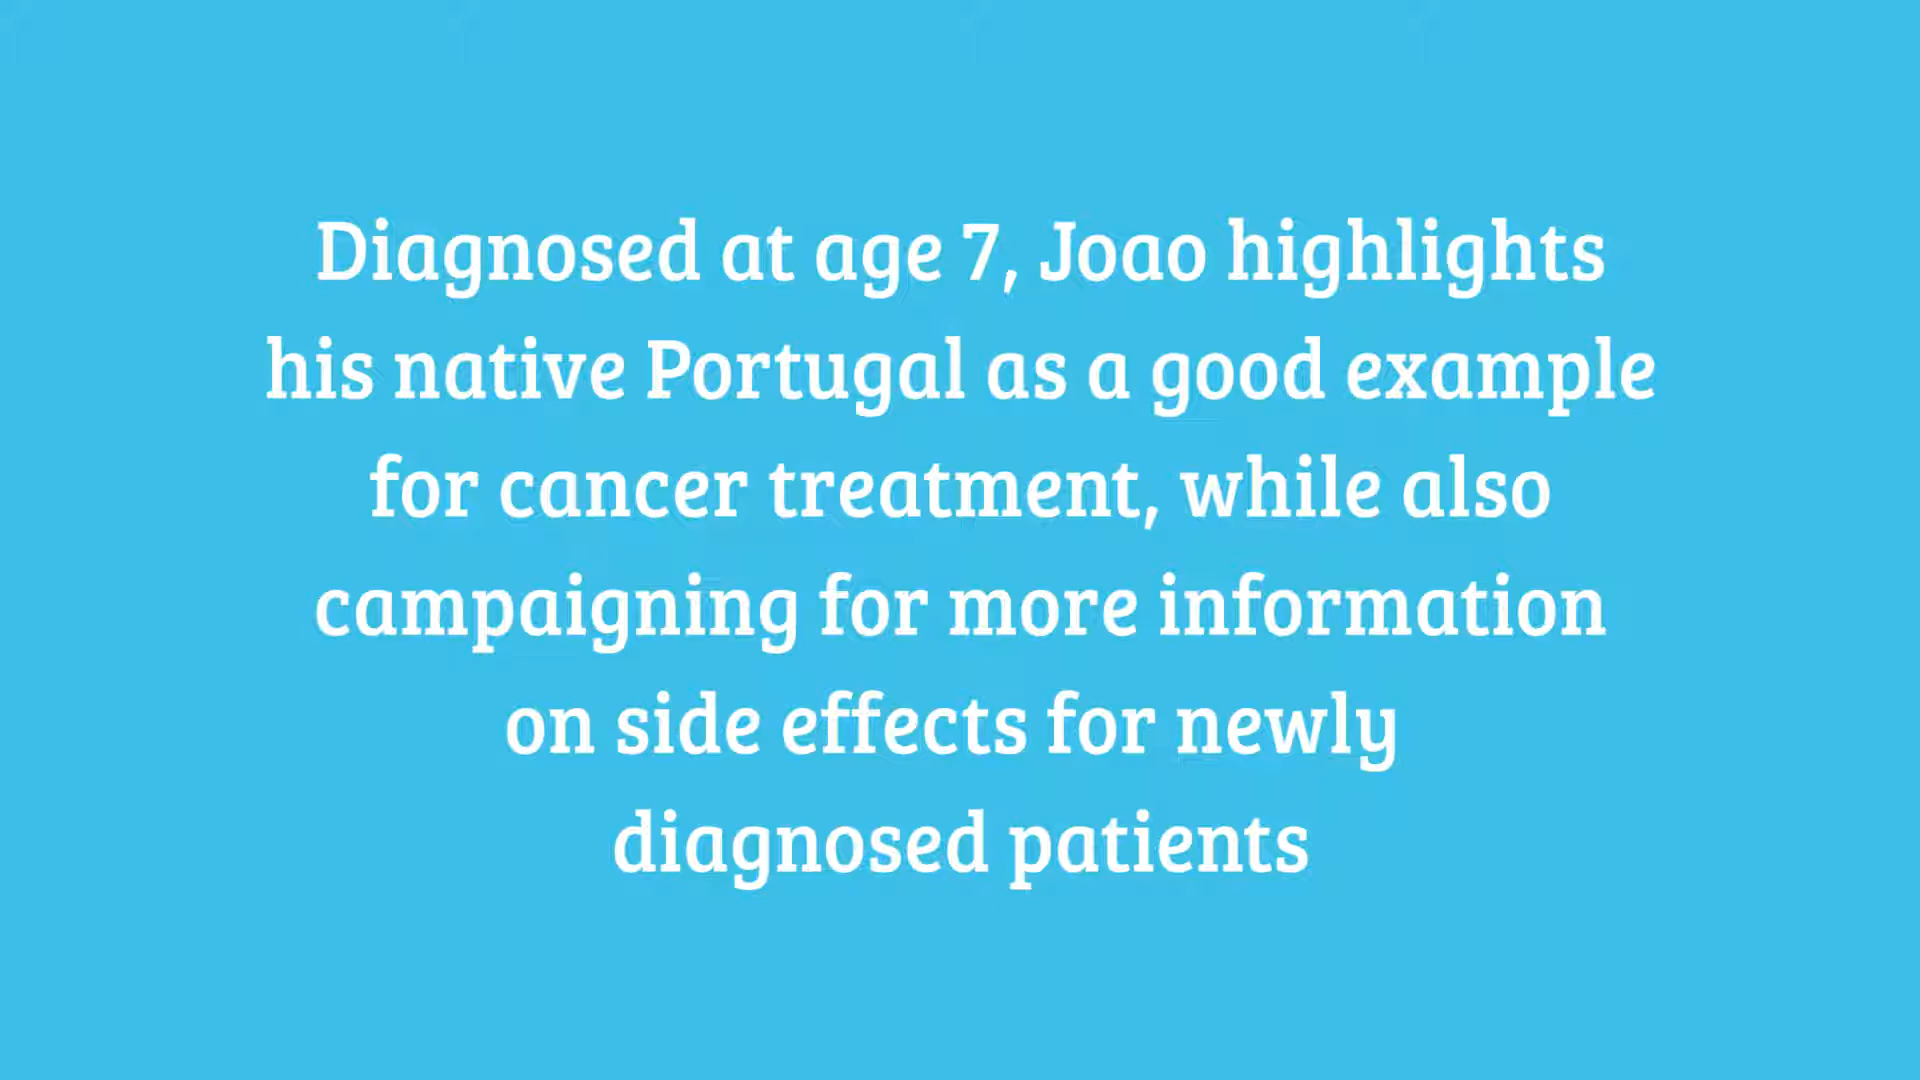 Diagnosed at age 7, Joao highlights
his native Portugal as a good example
for cancer treatment, while also
campaigning for more information
on side effects for newly
diagnosed patients